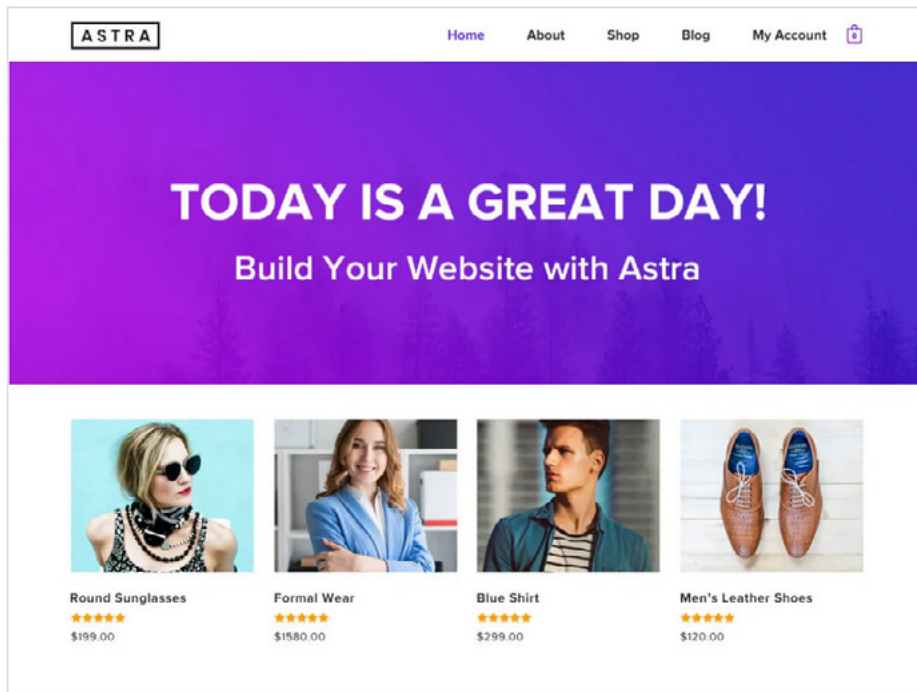 ASTRA
Home About Shop Blog My Account 0
TODAY IS A GREAT DAY!
Build Your Website with Astra
Round Sunglasses Formal Wear Blue Shirt Men's Leather Shoes
$199.00 $1580.00 $299.00 $120.00